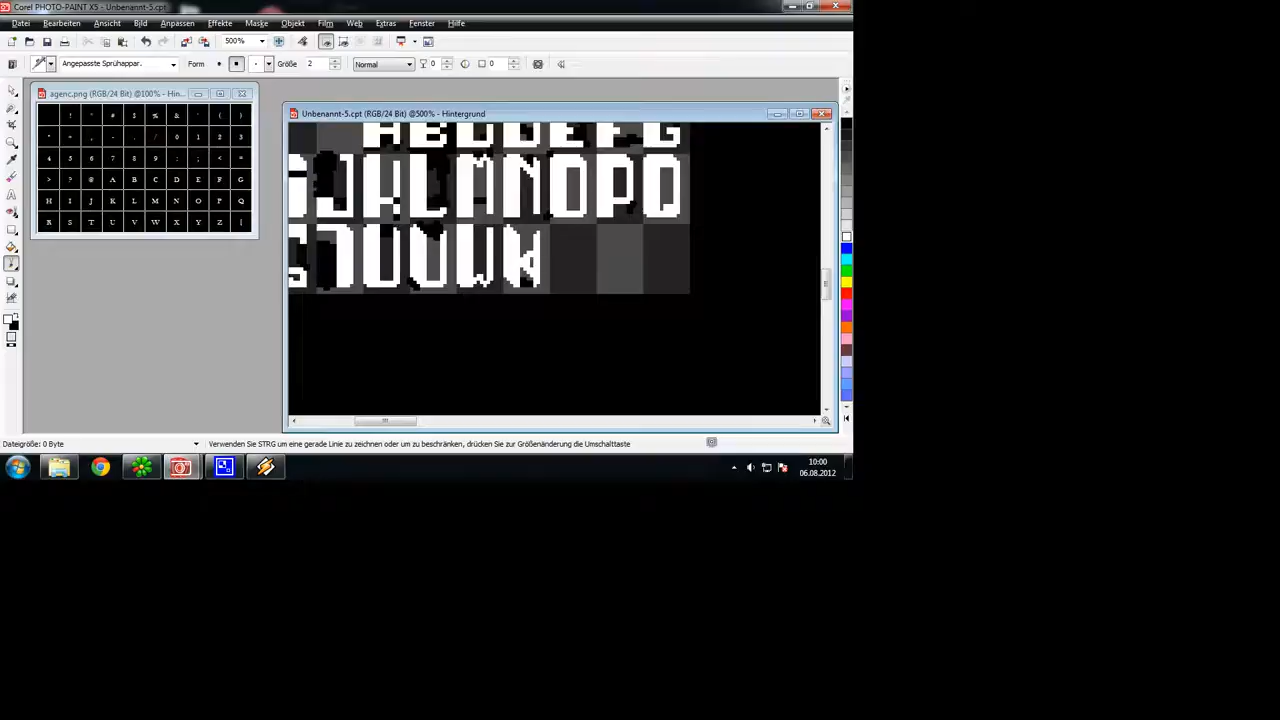 Corel PHOTO-PAINT X5 - Unbenannt-5.cpt
Datei Bearbeiten Ansicht Bild Anpassen Effekte Maske Objekt Film Web Extras Fenster Hilfe
500%
Angepasste Sprühappar. Form Größe 2 Normal 0 0
agenc.png (RGB/24 Bit) @100% - Hin...
! " # $ % & ' ( )
* + , - . / 0 1 2 3
4 5 6 7 8 9 : ; < =
> ? @ A B C D E F G
H I J K L M N O P Q
R S T U V W X Y Z [
Unbenannt-5.cpt (RGB/24 Bit) @500% - Hintergrund
A B C D E F G
J K L M N O P Q
Dateigröße: 0 Byte
Verwenden Sie STRG um eine gerade Linie zu zeichnen oder um zu beschränken, drücken Sie zur Größenänderung die Umschalttaste
10:00
06.08.2012